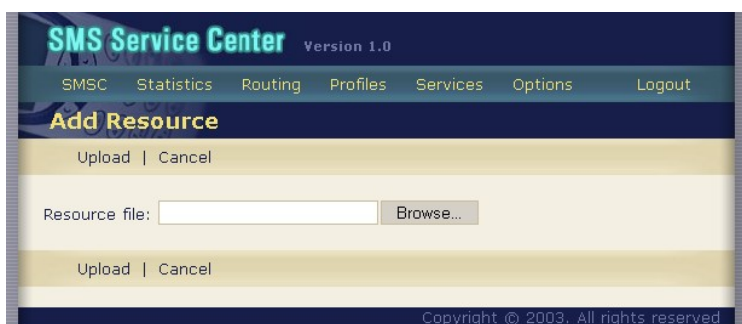 SMS Service Center Version 1.0
SMSC Statistics Routing Profiles Services Options Logout
Add Resource
Upload | Cancel
Resource file: Browse...
Upload | Cancel
Copyright © 2003. All rights reserved